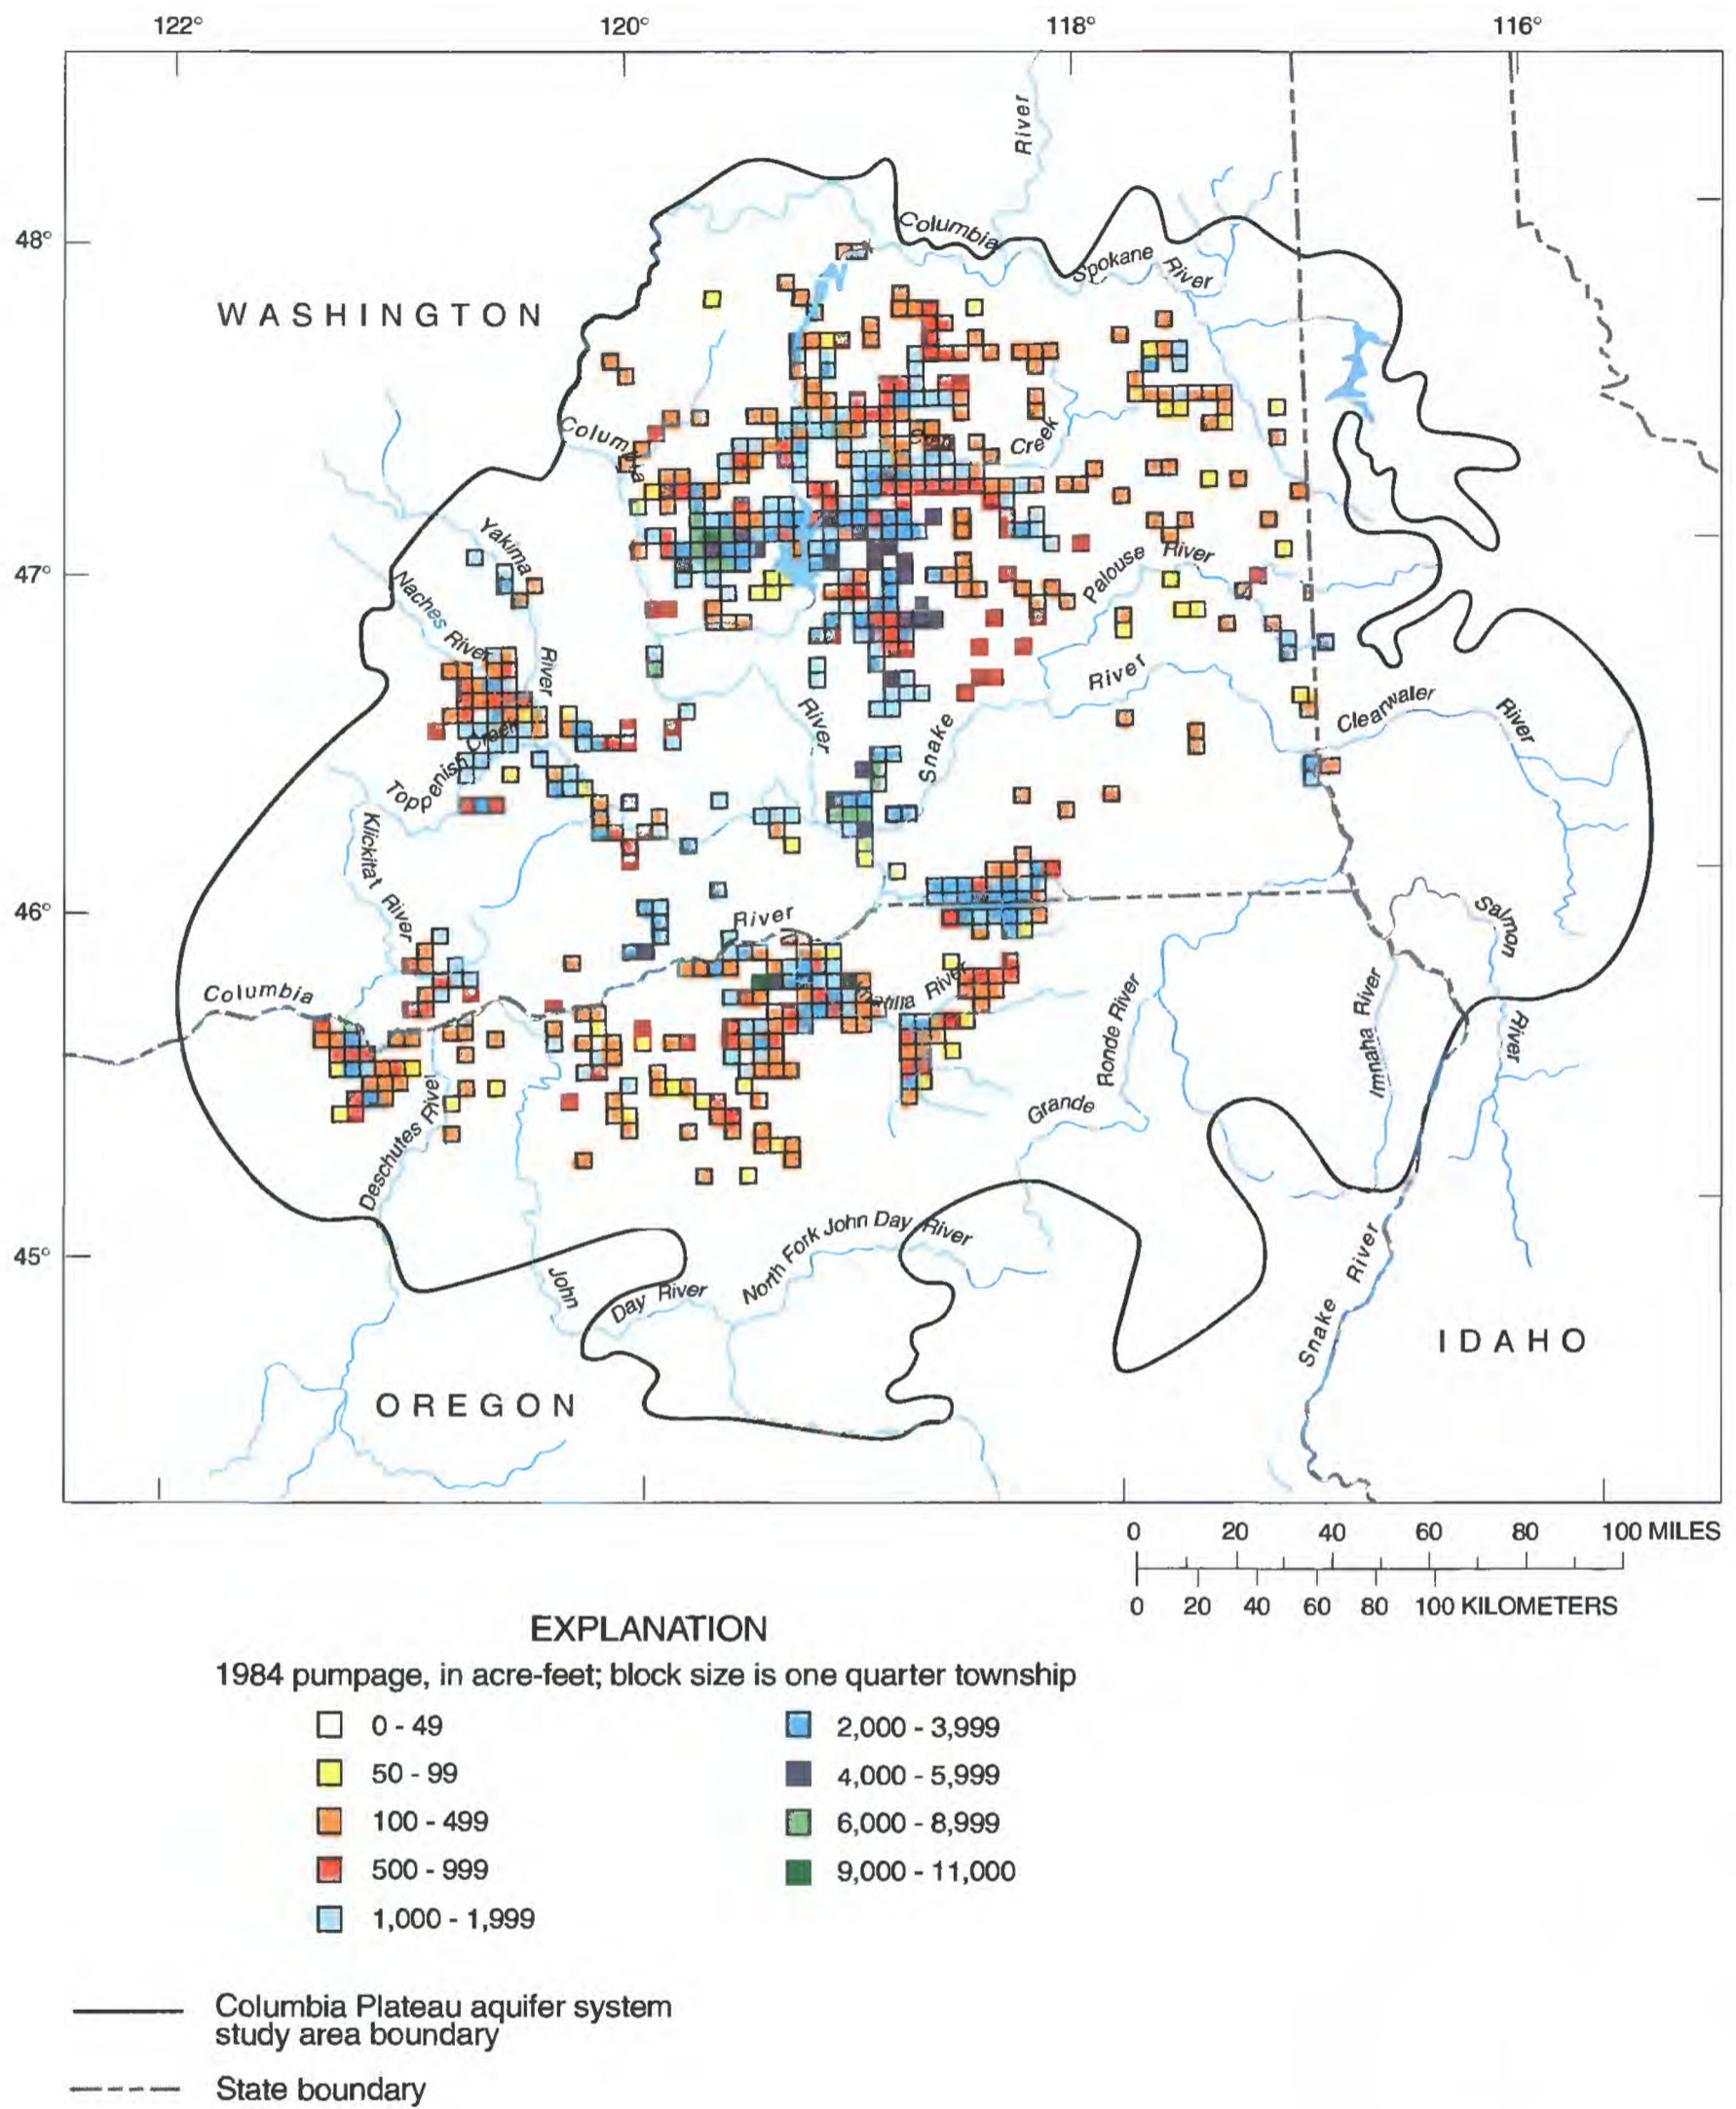 122° 120° 118° 116°
River
48°
Columbia
Spokane River
WASHINGTON
Columbia
Creek
Crab
Yakima
Palouse River
47°
Naches River
River
River
River
Snake
Clearwater River
Toppenish Creek
Klickitat River
46°
River
Salmon
Columbia
Umatilla River
Imnaha River
River
Ronde River
Grande
Deschutes River
45°
North Fork John Day River
John
Day River
Snake River
IDAHO
OREGON
0 20 40 60 80 100 MILES
0 20 40 60 80 100 KILOMETERS
EXPLANATION
1984 pumpage, in acre-feet; block size is one quarter township
0 - 49
50 - 99
100 - 499
500 - 999
1,000 - 1,999
2,000 - 3,999
4,000 - 5,999
6,000 - 8,999
9,000 - 11,000
Columbia Plateau aquifer system
study area boundary
State boundary